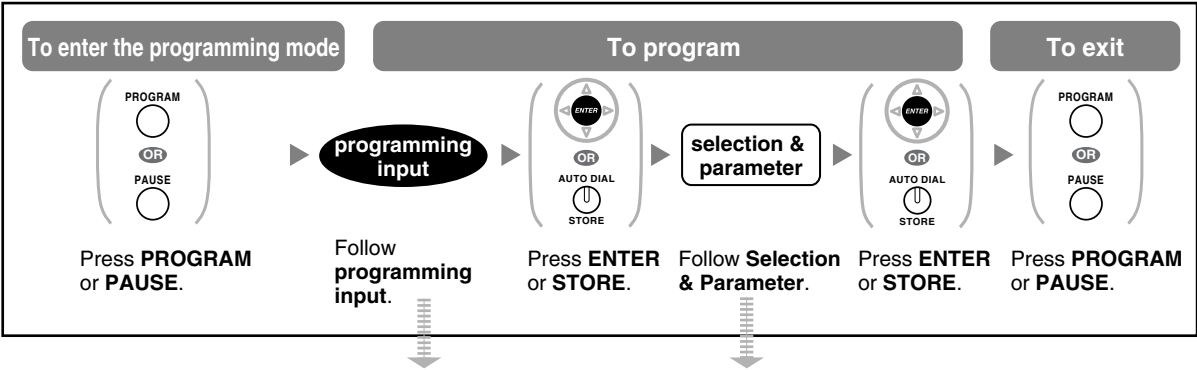 To enter the programming mode
To program
To exit
PROGRAM
OR
PAUSE
programming
input
ENTER
OR
AUTO DIAL
STORE
selection &
parameter
ENTER
OR
AUTO DIAL
STORE
PROGRAM
OR
PAUSE
Press PROGRAM
or PAUSE.
Follow
programming
input.
Press ENTER
or STORE.
Follow Selection
& Parameter.
Press ENTER
or STORE.
Press PROGRAM
or PAUSE.